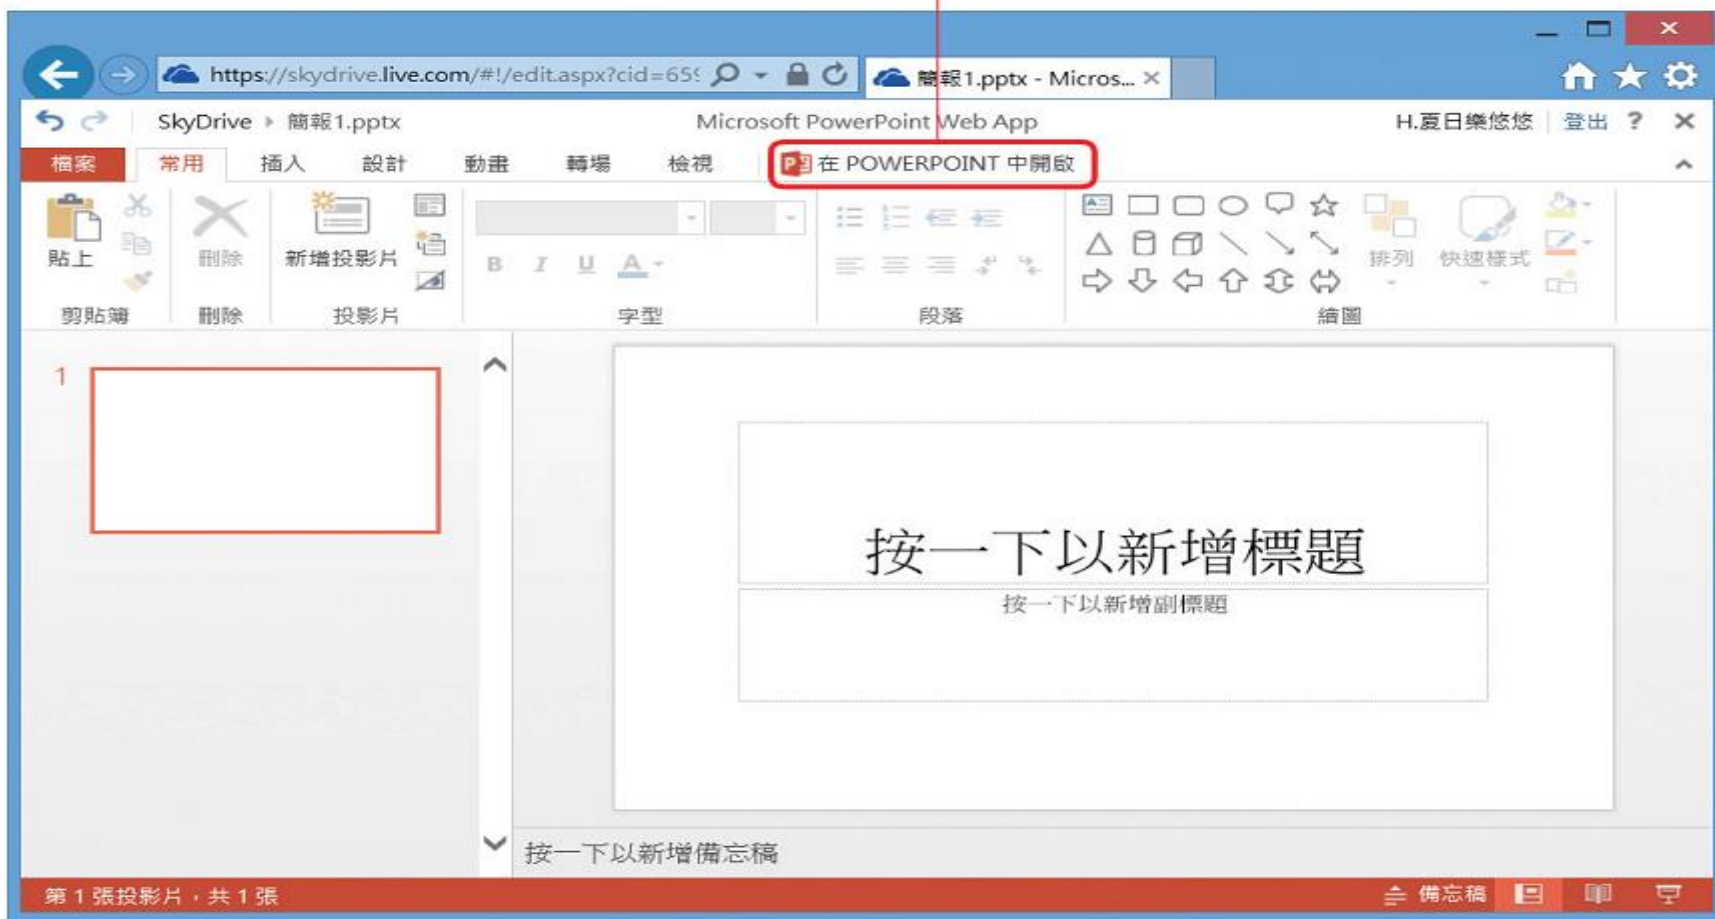 https://skydrive.live.com/#!/edit.aspx?cid=659
簡報1.pptx - Micros...
SkyDrive ▸ 簡報1.pptx
Microsoft PowerPoint Web App
H.夏日樂悠悠 登出 ?
檔案 常用 插入 設計 動畫 轉場 檢視 在 POWERPOINT 中開啟
貼上 刪除 新增投影片 B I U A 排列 快速樣式
剪貼簿 刪除 投影片 字型 段落 繪圖
1
按一下以新增標題
按一下以新增副標題
按一下以新增備忘稿
第 1 張投影片，共 1 張
備忘稿